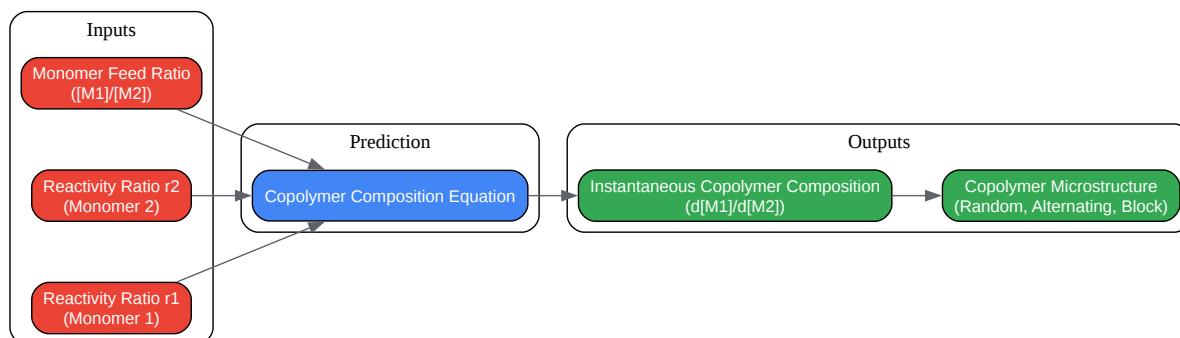 Inputs
Monomer Feed Ratio
([M1]/[M2])
Reactivity Ratio r2
(Monomer 2)
Reactivity Ratio r1
(Monomer 1)
Prediction
Copolymer Composition Equation
Outputs
Instantaneous Copolymer Composition
(d[M1]/d[M2])
Copolymer Microstructure
(Random, Alternating, Block)